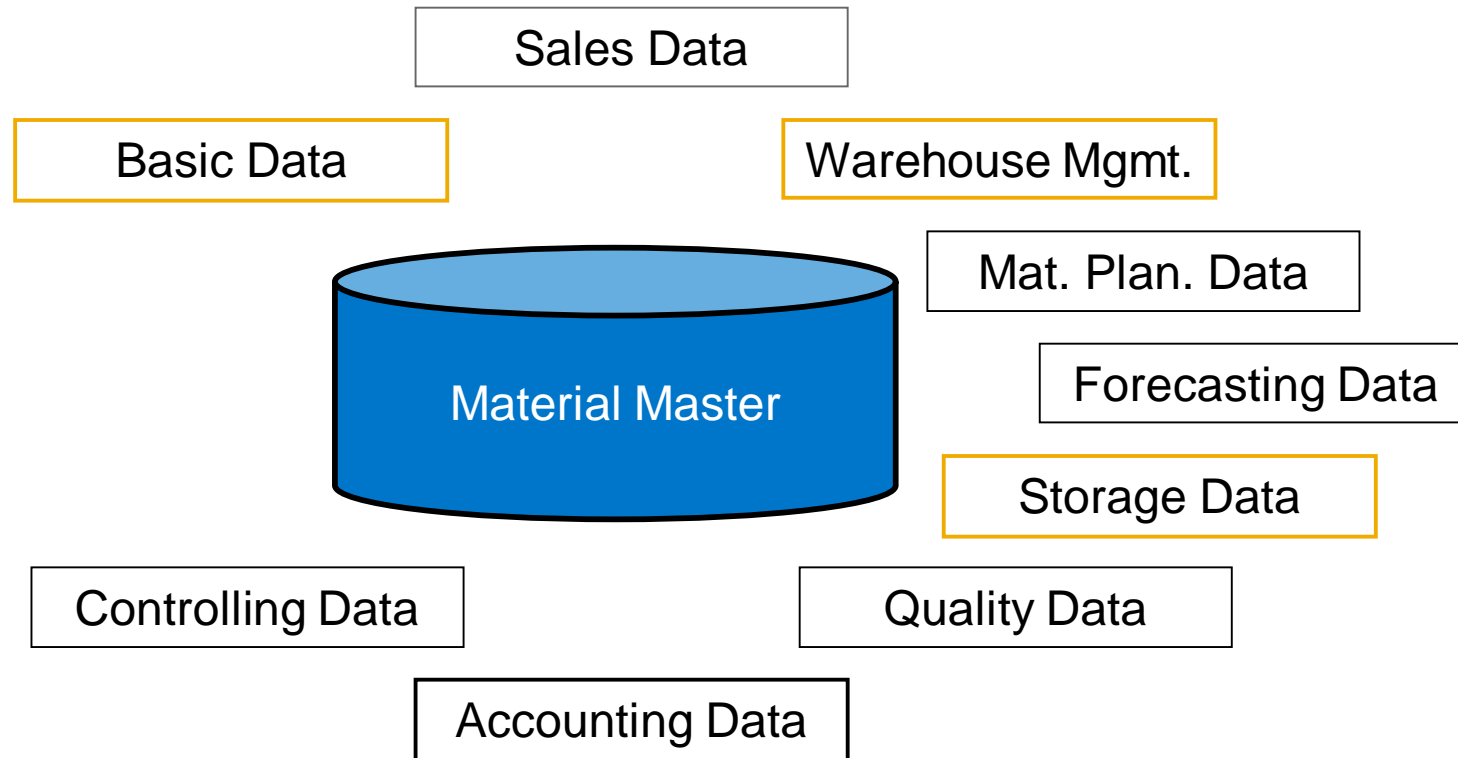 Sales Data
Basic Data
Warehouse Mgmt.
Mat. Plan. Data
Forecasting Data
Material Master
Storage Data
Controlling Data
Quality Data
Accounting Data